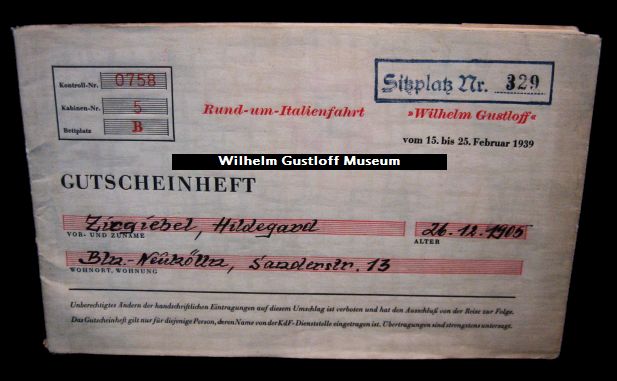 Kontroll-Nr. 0758
Kabinen-Nr. 5
Bettplatz B
Sitzplatz Nr. 329
Rund-um-Italienfahrt »Wilhelm Gustloff«
vom 15. bis 25. Februar 1939
Wilhelm Gustloff Museum
GUTSCHEINHEFT
Zirgiebel, Hildegard 26.12.1905
VOR- UND ZUNAME ALTER
Bln.-Neukölln, Sanderstr. 13
WOHNORT, WOHNUNG
Unberechtigtes Ändern der handschriftlichen Eintragungen auf diesem Umschlag ist verboten und hat den Ausschluß von der Reise zur Folge.
Das Gutscheinheft gilt nur für diejenige Person, deren Name von der KdF-Dienststelle eingetragen ist. Übertragungen sind strengstens untersagt.